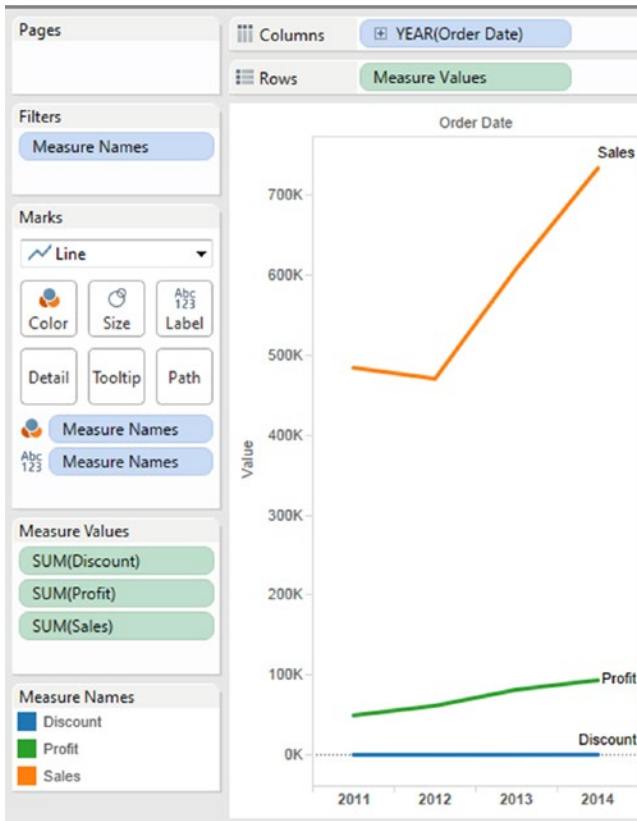 Pages
Columns
YEAR(Order Date)
Rows
Measure Values
Filters
Measure Names
Marks
Line
Color
Size
Abc
123
Label
Detail
Tooltip
Path
Measure Names
Abc
123
Measure Names
Measure Values
SUM(Discount)
SUM(Profit)
SUM(Sales)
Measure Names
Discount
Profit
Sales
Order Date
Sales
700K
600K
500K
400K
Value
300K
200K
100K
Profit
Discount
0K
2011 2012 2013 2014